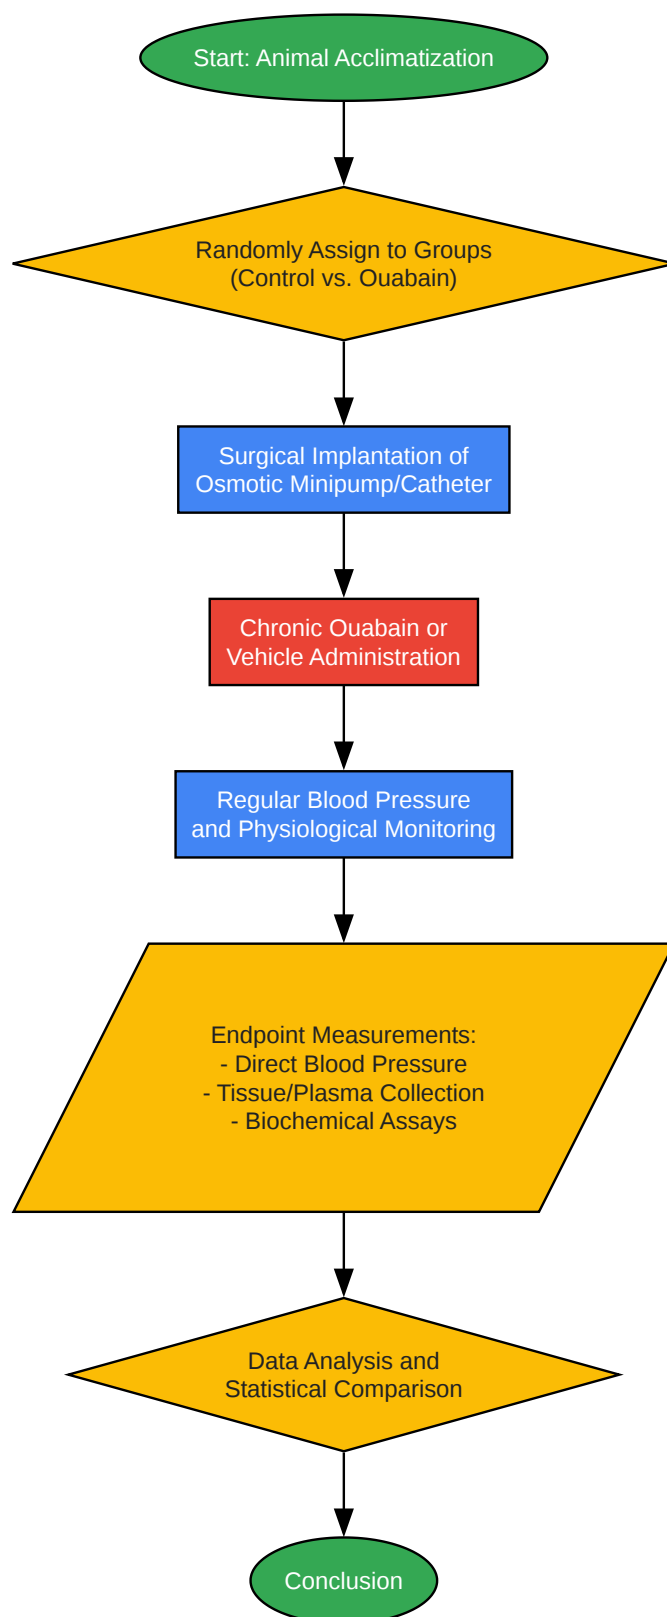 Start: Animal Acclimatization
Randomly Assign to Groups
(Control vs. Ouabain)
Surgical Implantation of
Osmotic Minipump/Catheter
Chronic Ouabain or
Vehicle Administration
Regular Blood Pressure
and Physiological Monitoring
Endpoint Measurements:
- Direct Blood Pressure
- Tissue/Plasma Collection
- Biochemical Assays
Data Analysis and
Statistical Comparison
Conclusion